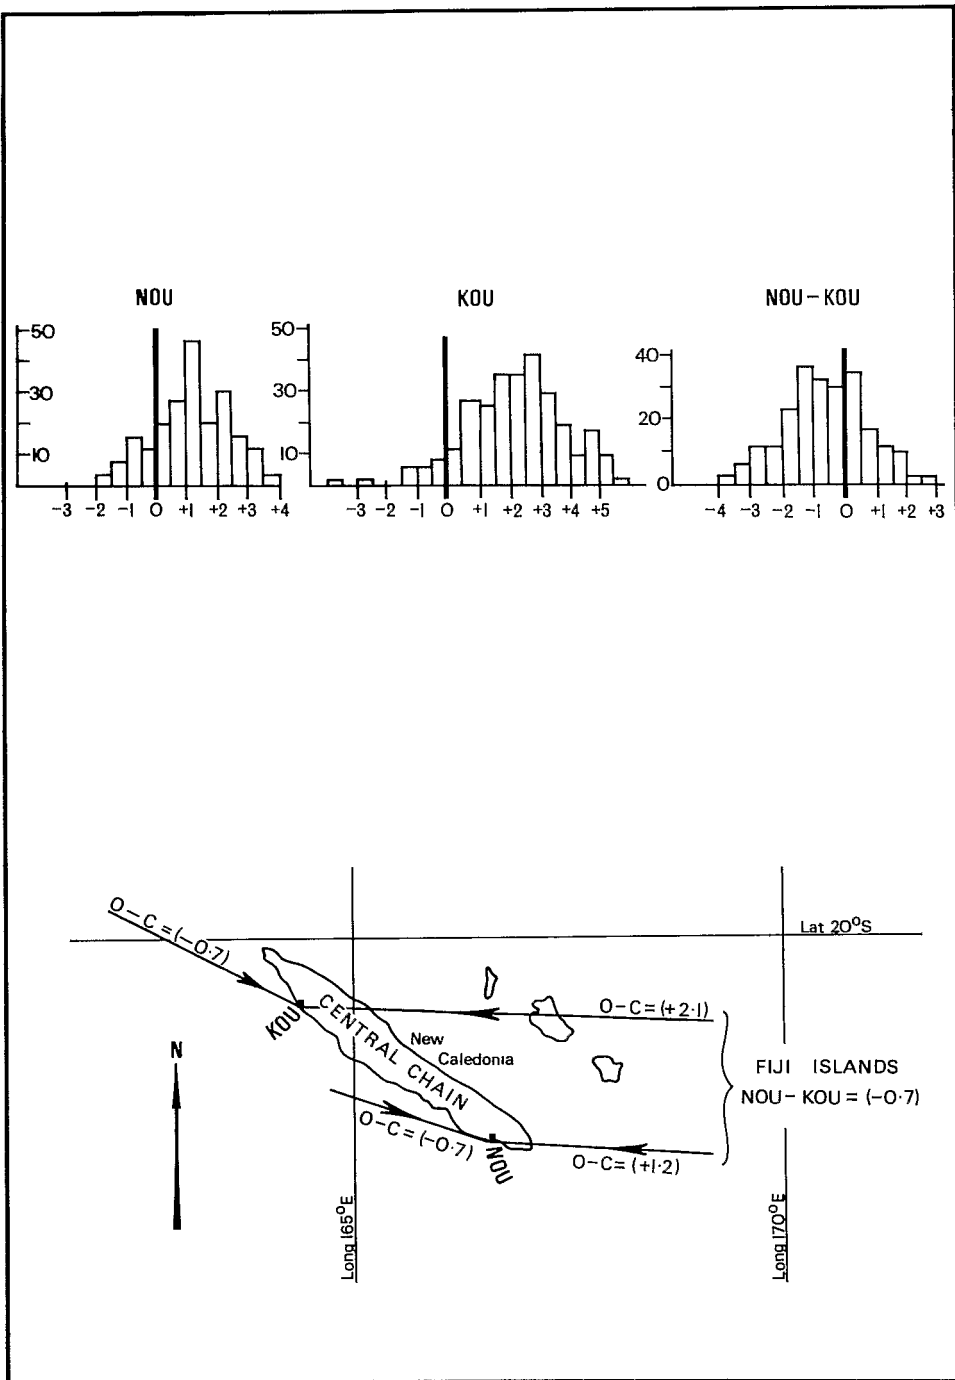 NOU KOU NOU-KOU
50
30
10
-3 -2 -1 0 +1 +2 +3 +4
50
30
10
-3 -2 -1 0 +1 +2 +3 +4 +5
40
20
0
-4 -3 -2 -1 0 +1 +2 +3
O-C=(-0·7)
Lat 20°S
KOU
CENTRAL CHAIN
New
Caledonia
O-C=(+2·1)
N
FIJI ISLANDS
NOU-KOU=(-0·7)
O-C=(-0·7)
NOU
O-C=(+1·2)
Long 165°E
Long 170°E